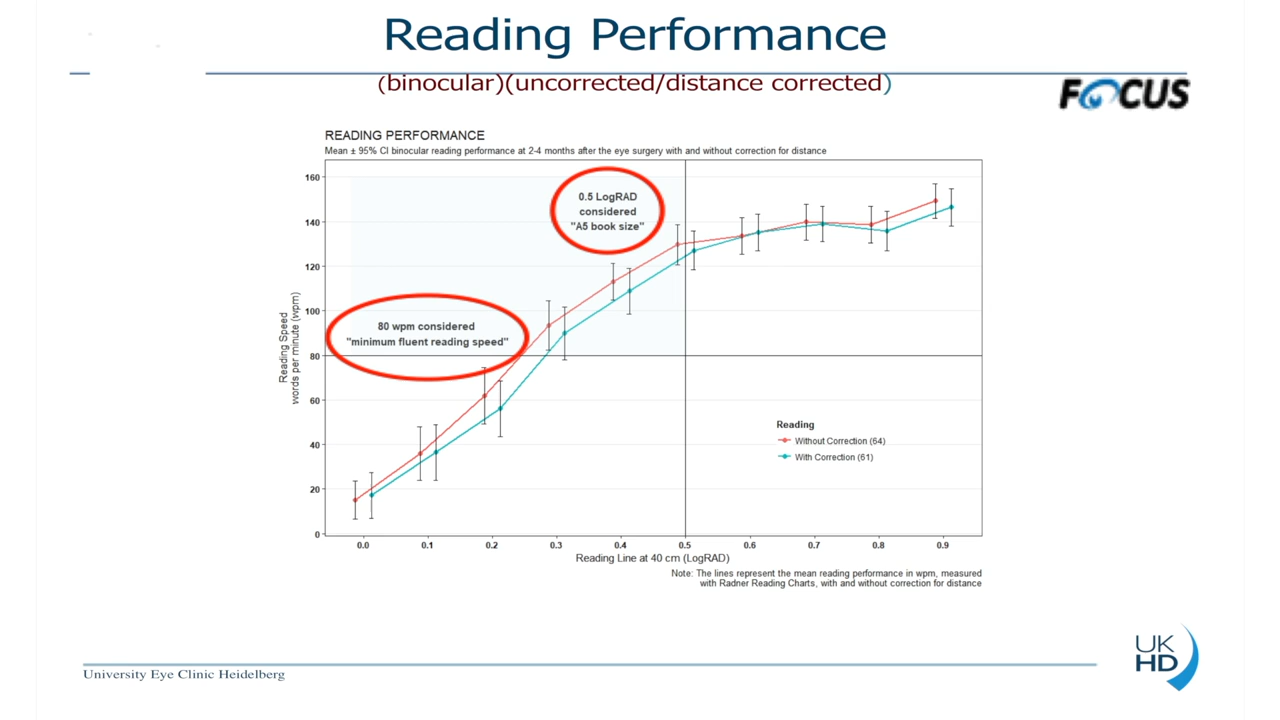 Reading Performance
(binocular)(uncorrected/distance corrected)
FOCUS
READING PERFORMANCE
Mean ± 95% CI binocular reading performance at 2-4 months after the eye surgery with and without correction for distance
160
140
120
100
80
60
40
20
0
Reading Speed
words per minute (wpm)
0.5 LogRAD
considered
"A5 book size"
80 wpm considered
"minimum fluent reading speed"
Reading
Without Correction (64)
With Correction (61)
0.0 0.1 0.2 0.3 0.4 0.5 0.6 0.7 0.8 0.9
Reading Line at 40 cm (LogRAD)
Note: The lines represent the mean reading performance in wpm, measured
with Radner Reading Charts, with and without correction for distance
University Eye Clinic Heidelberg
UK
HD